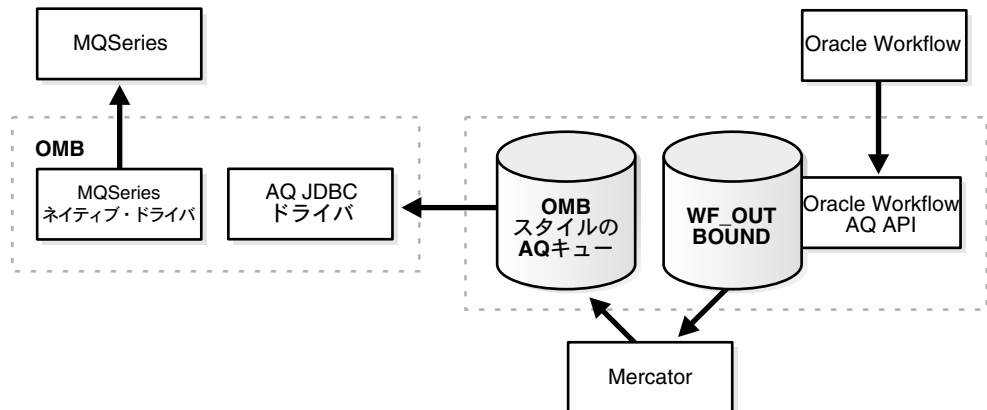 MQSeries
Oracle Workflow
OMB
MQSeries
ネイティブ・ドライバ
AQ JDBC
ドライバ
OMB
スタイルの
AQキュー
WF_OUT
BOUND
Oracle Workflow
AQ API
Mercator